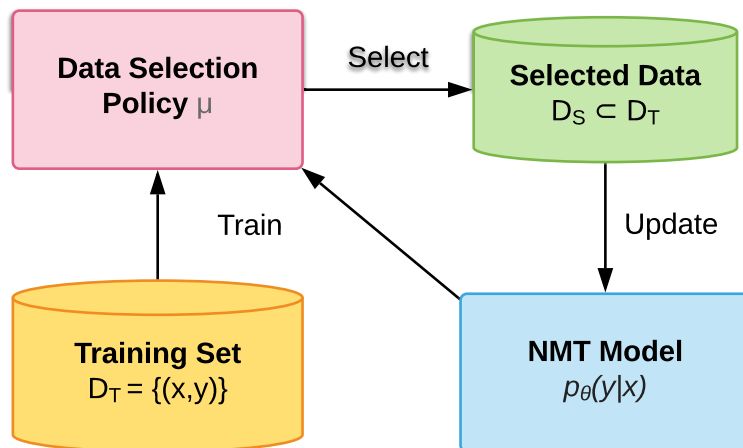 Data Selection
Policy μ
Select
Selected Data
D_S ⊂ D_T
Train
Update
Training Set
D_T = {(x,y)}
NMT Model
p_θ(y|x)